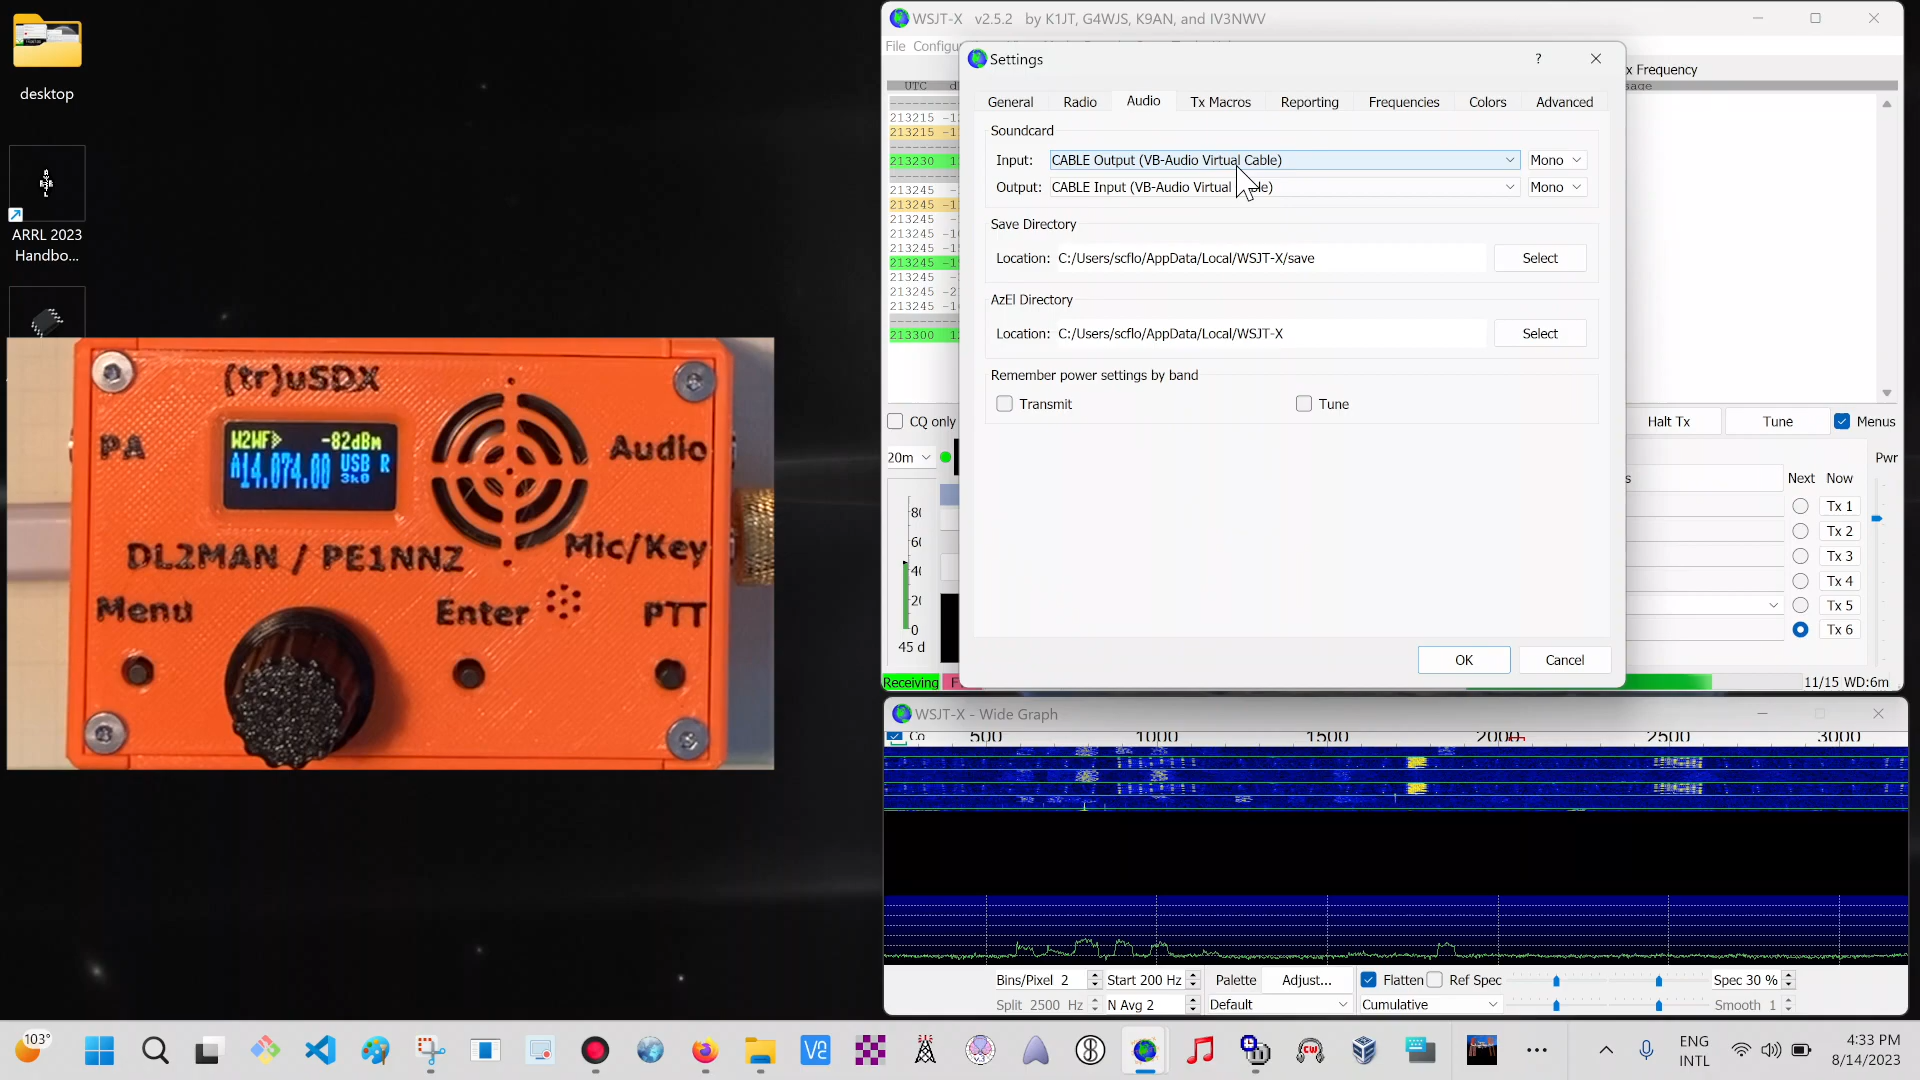 desktop
ARRL 2023
Handbo...
(tr)uSDX
PA
W2WF
-82dBm
A14.074.00 USB R
3k0
Audio
DL2MAN / PE1NNZ
Mic/Key
Menu
Enter
PTT
WSJT-X v2.5.2 by K1JT, G4WJS, K9AN, and IV3NWV
File
Settings
?
General Radio Audio Tx Macros Reporting Frequencies Colors Advanced
Soundcard
Input: CABLE Output (VB-Audio Virtual Cable) Mono
Output: CABLE Input (VB-Audio Virtual Mono
Save Directory
Location: C:/Users/scflo/AppData/Local/WSJT-X/save Select
AzEl Directory
Location: C:/Users/scflo/AppData/Local/WSJT-X Select
Remember power settings by band
Transmit Tune
OK Cancel
UTC
213215
213215
213230
213245
213245
213245
213245
213245
213245
213245
213245
213245
213300
x Frequency
CQ only
Halt Tx Tune Menus
20m
Pwr
Next Now
Tx 1
Tx 2
Tx 3
Tx 4
Tx 5
Tx 6
20
0
45 d
Receiving
11/15 WD:6m
WSJT-X - Wide Graph
500 1000 1500 2000 2500 3000
Bins/Pixel 2 Start 200 Hz Palette Adjust... Flatten Ref Spec Spec 30 %
Split 2500 Hz N Avg 2 Default Cumulative Smooth 1
103°
ENG
INTL
4:33 PM
8/14/2023